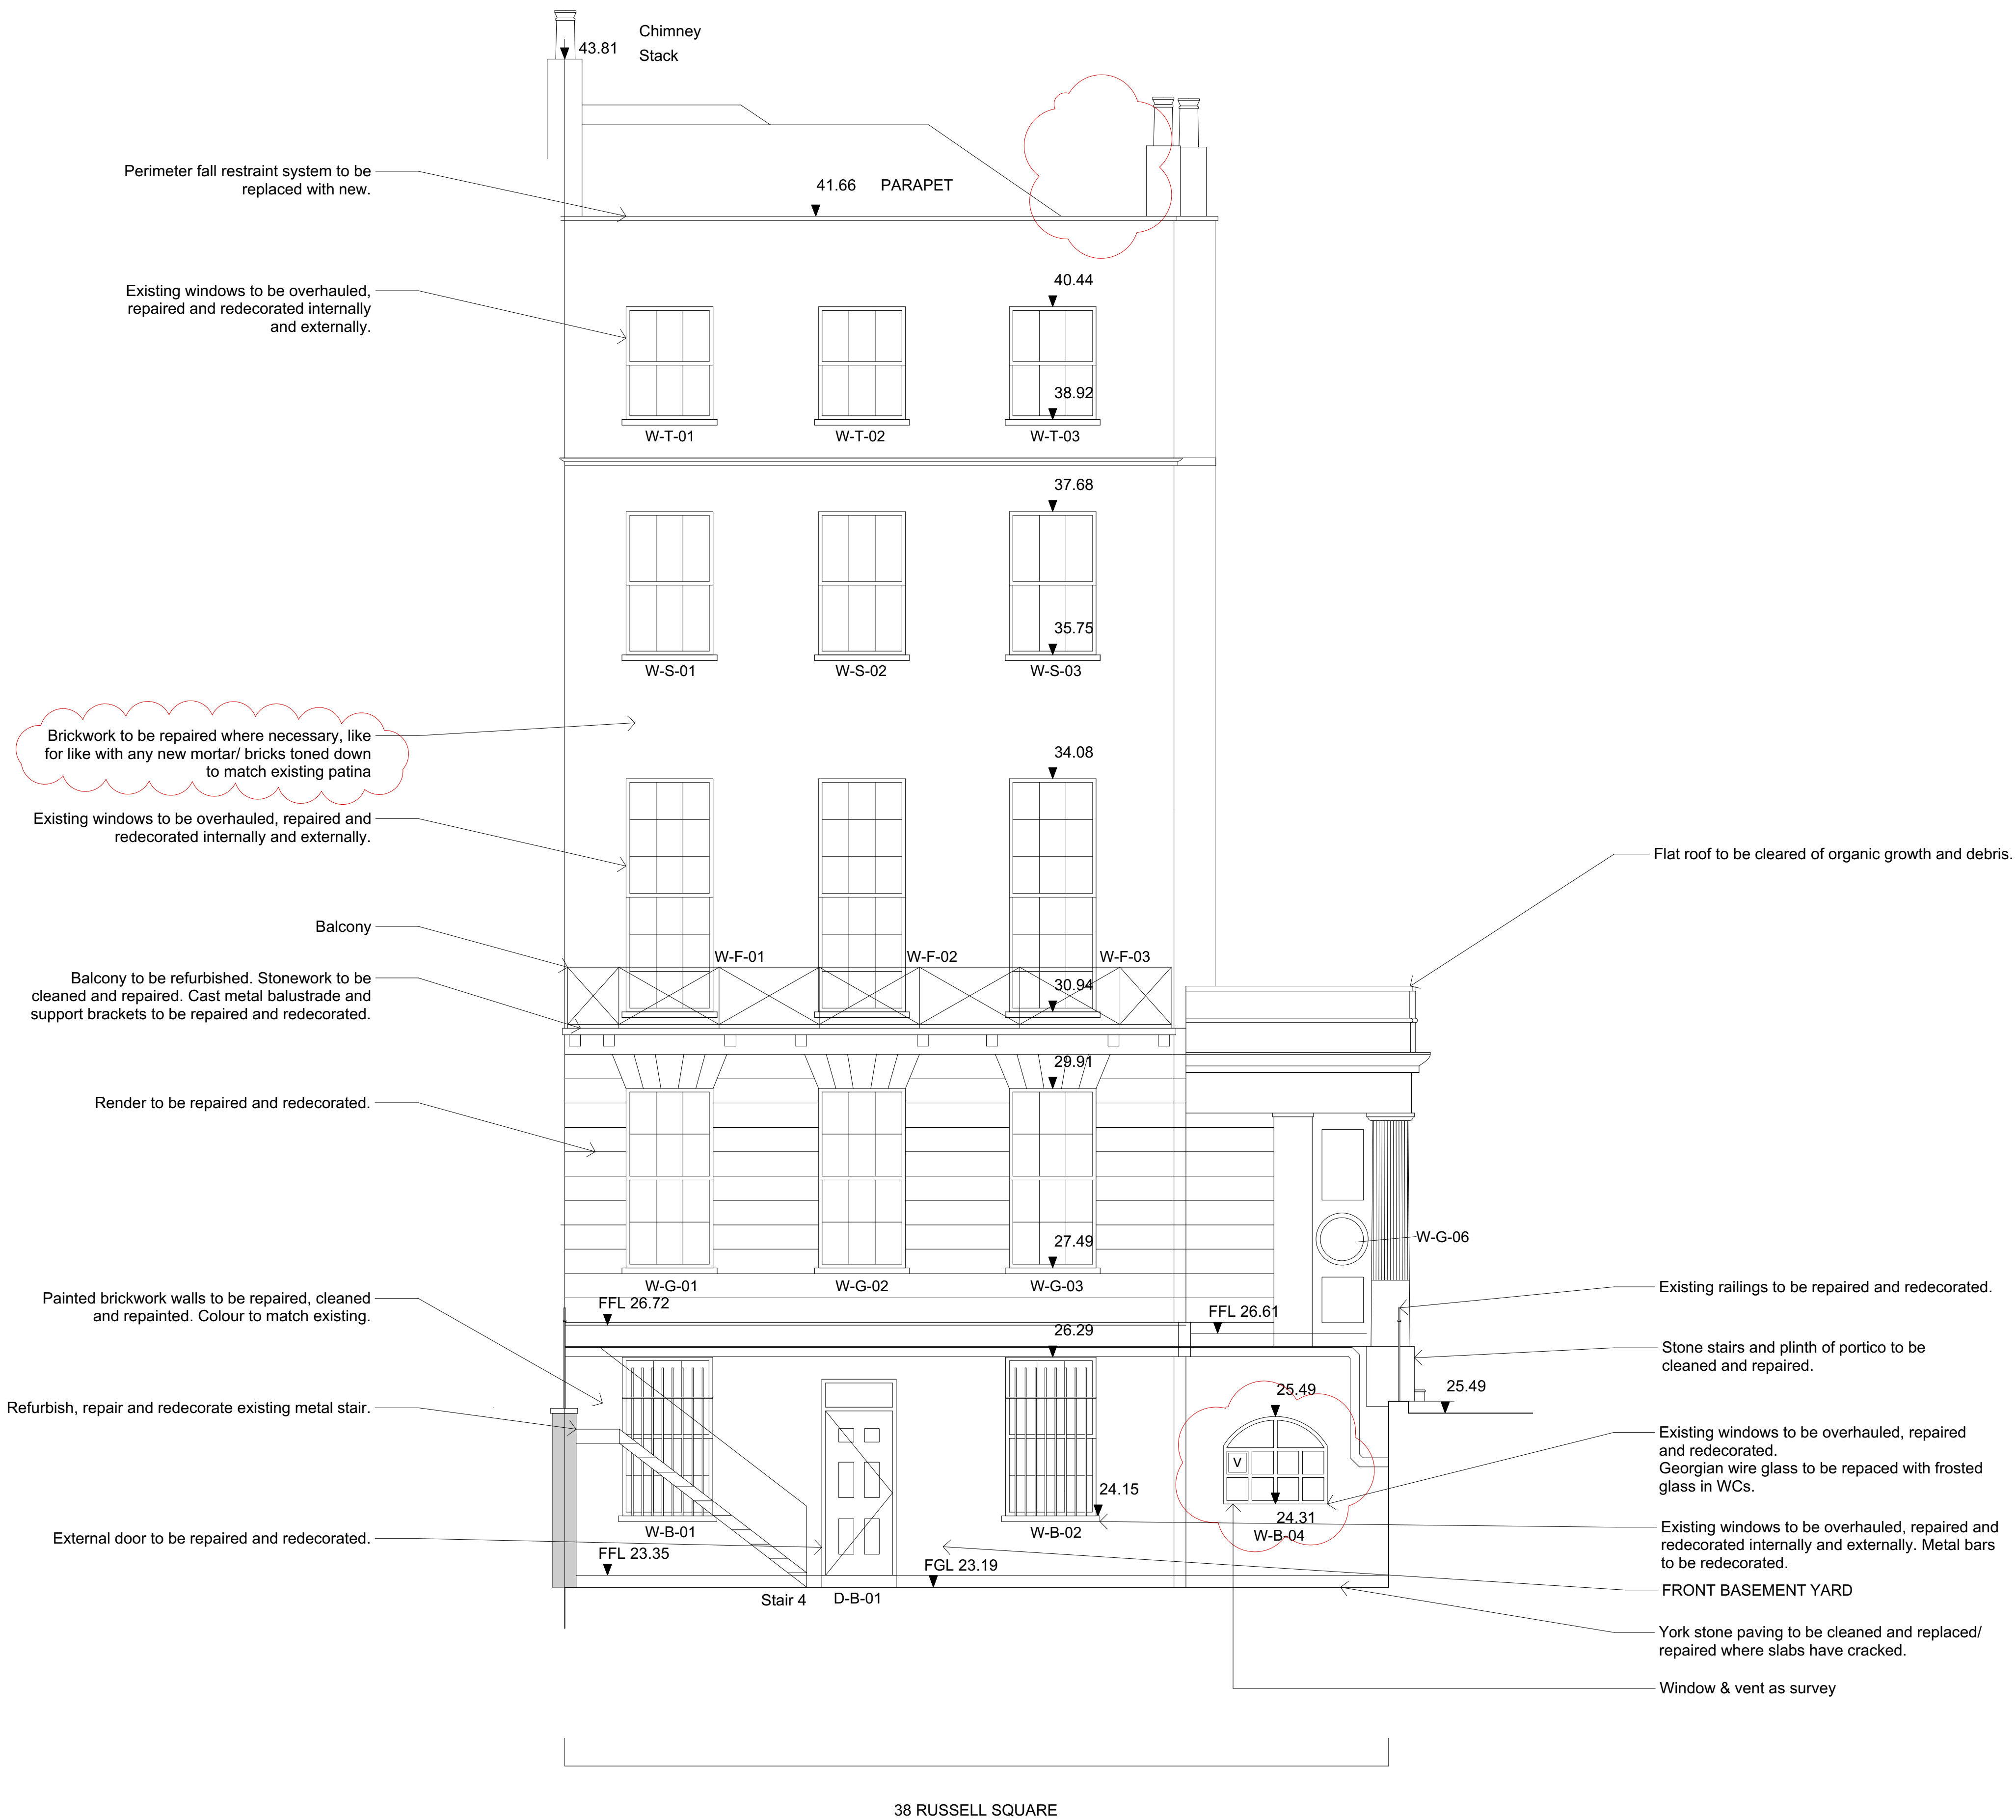 Chimney
Stack
43.81
Perimeter fall restraint system to be
replaced with new.
41.66 PARAPET
Existing windows to be overhauled,
repaired and redecorated internally
and externally.
40.44
38.92
W-T-01
W-T-02
W-T-03
37.68
35.75
W-S-01
W-S-02
W-S-03
Brickwork to be repaired where necessary, like
for like with any new mortar/ bricks toned down
to match existing patina
34.08
Existing windows to be overhauled, repaired and
redecorated internally and externally.
Flat roof to be cleared of organic growth and debris.
Balcony
W-F-01
W-F-02
W-F-03
Balcony to be refurbished. Stonework to be
cleaned and repaired. Cast metal balustrade and
support brackets to be repaired and redecorated.
30.94
29.91
Render to be repaired and redecorated.
27.49
W-G-06
W-G-01
W-G-02
W-G-03
Existing railings to be repaired and redecorated.
Painted brickwork walls to be repaired, cleaned
and repainted. Colour to match existing.
FFL 26.72
FFL 26.61
26.29
Stone stairs and plinth of portico to be
cleaned and repaired.
25.49
25.49
Refurbish, repair and redecorate existing metal stair.
Existing windows to be overhauled, repaired
and redecorated.
Georgian wire glass to be repaced with frosted
glass in WCs.
V
24.15
24.31
W-B-01
W-B-02
W-B-04
External door to be repaired and redecorated.
Existing windows to be overhauled, repaired and
redecorated internally and externally. Metal bars
to be redecorated.
FFL 23.35
FGL 23.19
FRONT BASEMENT YARD
Stair 4
D-B-01
York stone paving to be cleaned and replaced/
repaired where slabs have cracked.
Window & vent as survey
38 RUSSELL SQUARE